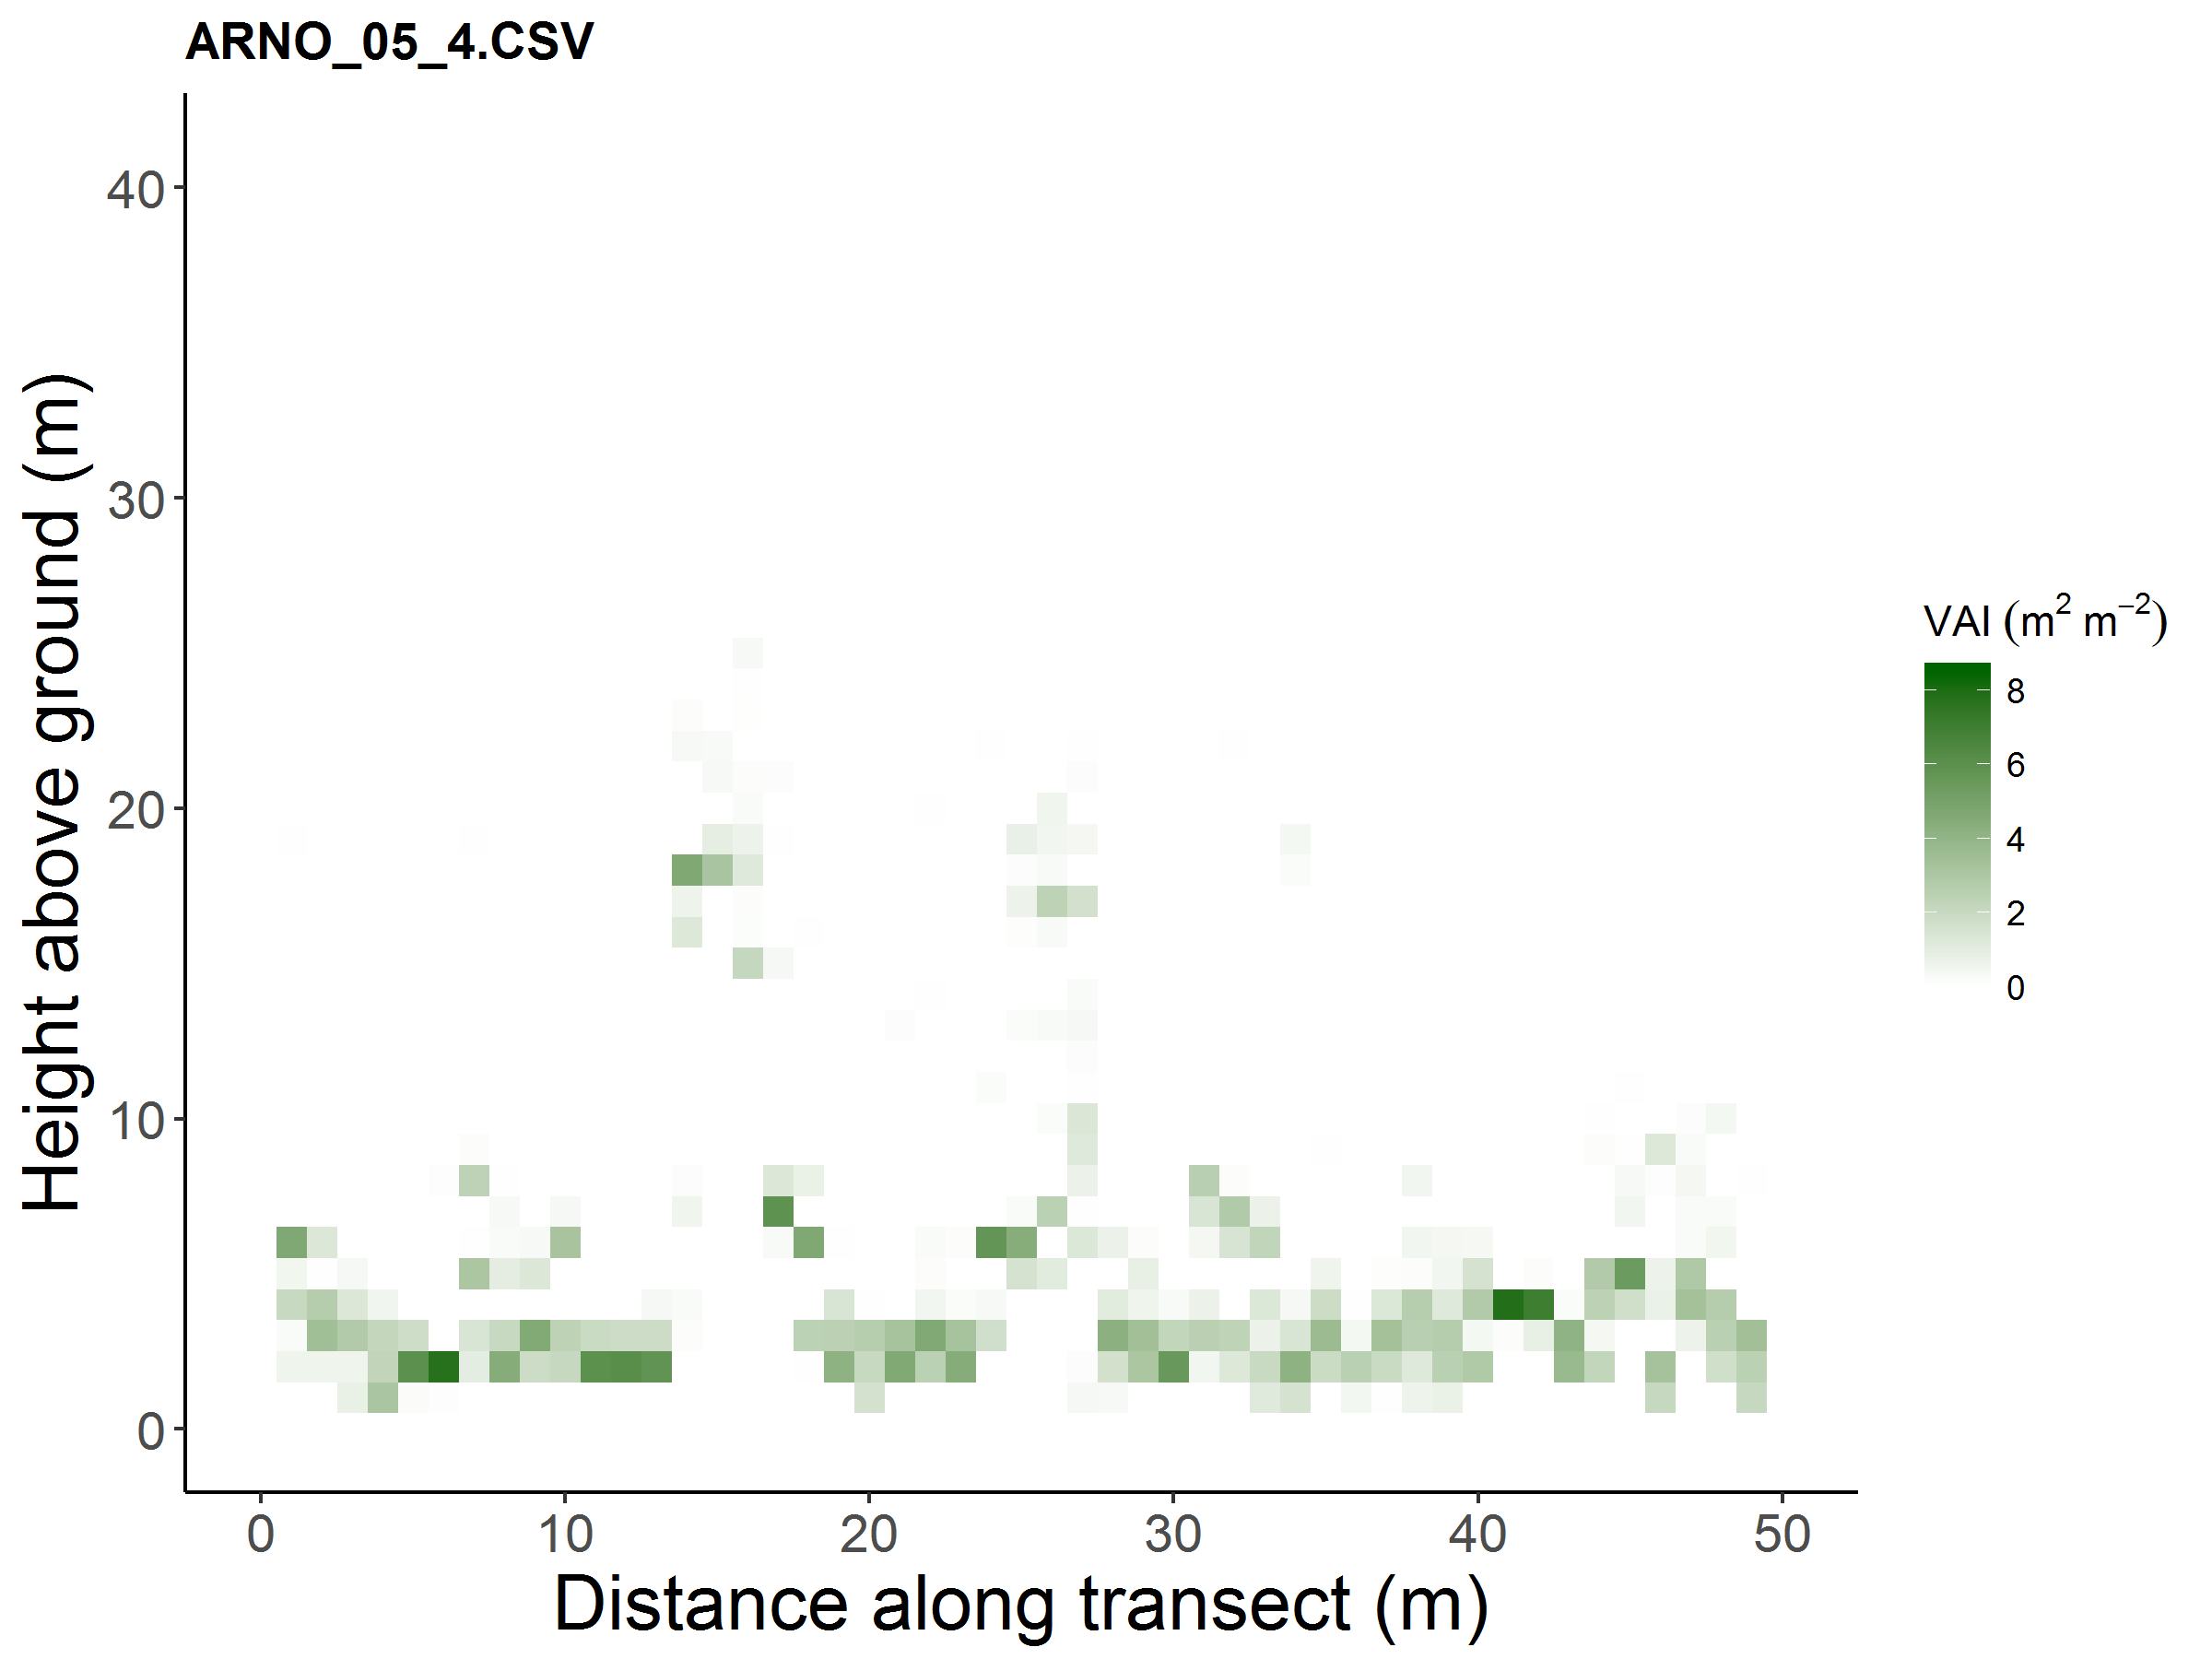 ARNO_05_4.CSV
Height above ground (m)
40
30
20
10
0
0 10 20 30 40 50
Distance along transect (m)
VAI (m² m⁻²)
8
6
4
2
0